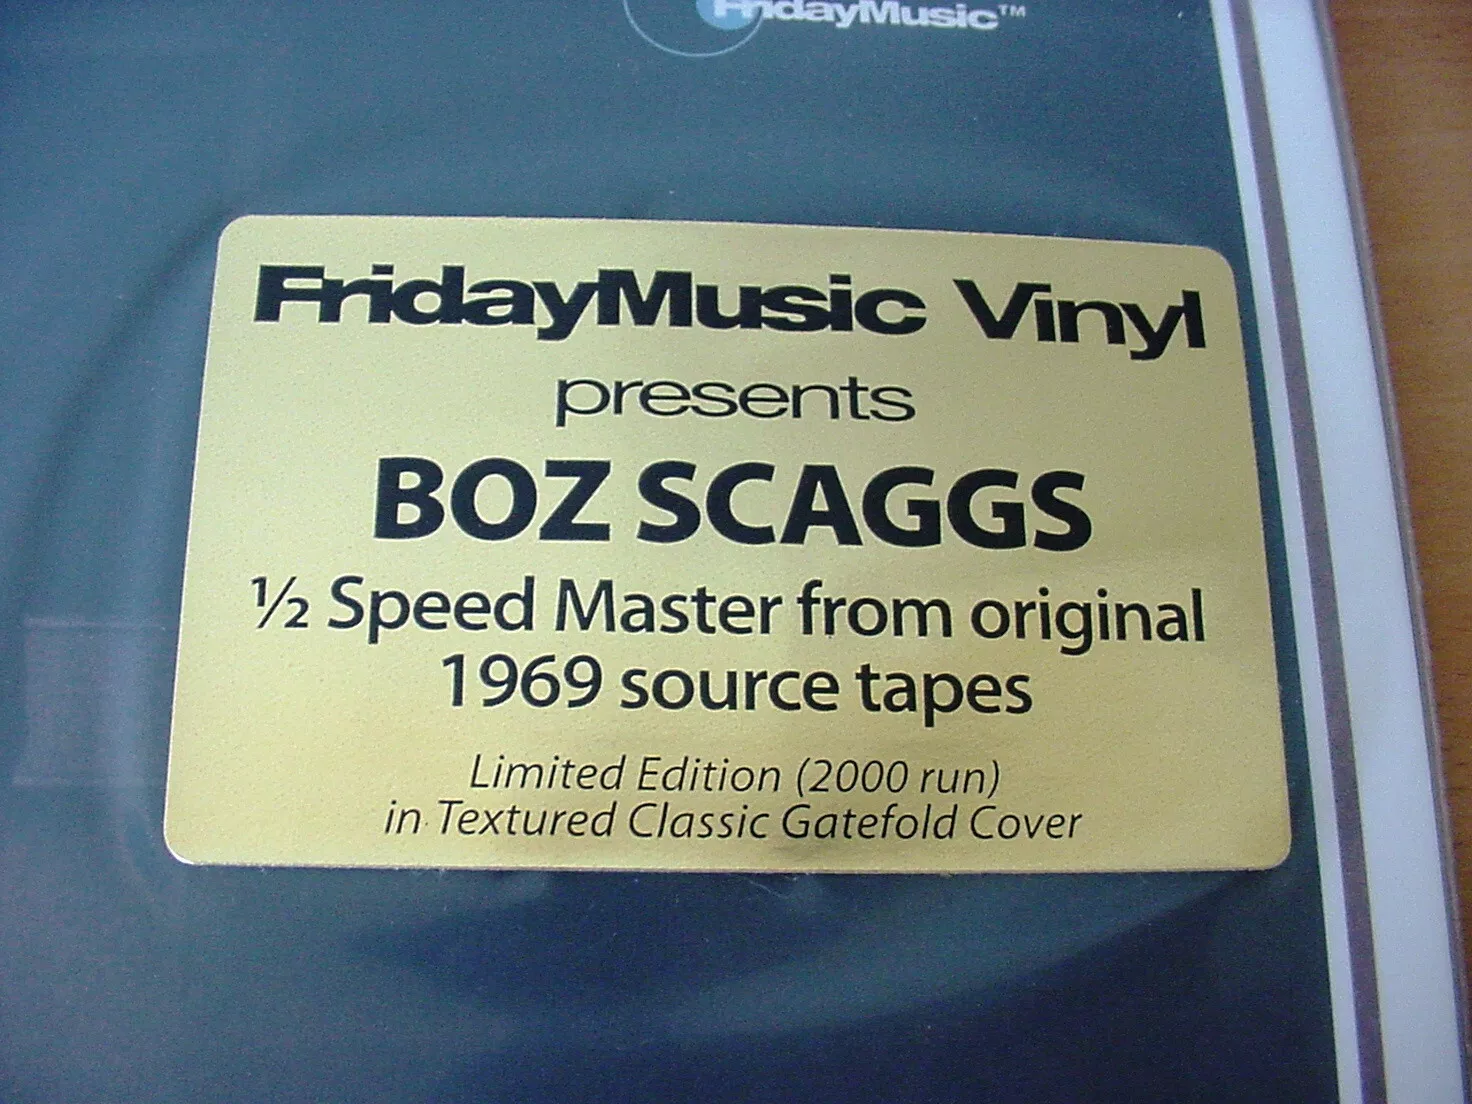 FridayMusic™
FridayMusic Vinyl
presents
BOZ SCAGGS
½ Speed Master from original
1969 source tapes
Limited Edition (2000 run)
in Textured Classic Gatefold Cover